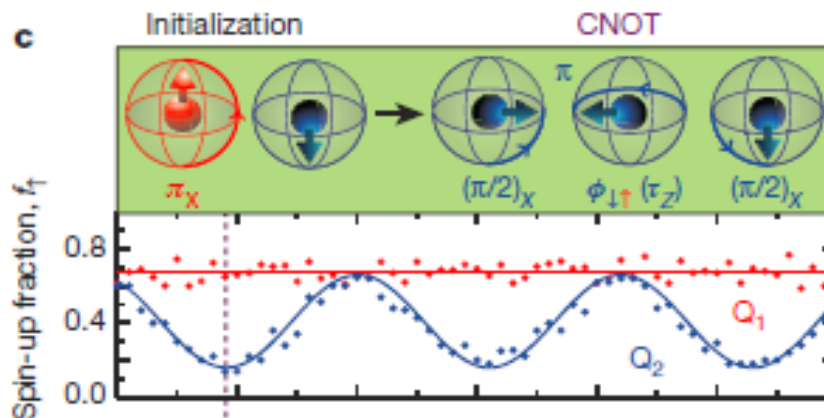 c
Initialization
CNOT
π
πX
(π/2)X
ϕ↓↑ (τZ)
(π/2)X
Spin-up fraction, f↑
0.8
0.4
0.0
Q1
Q2